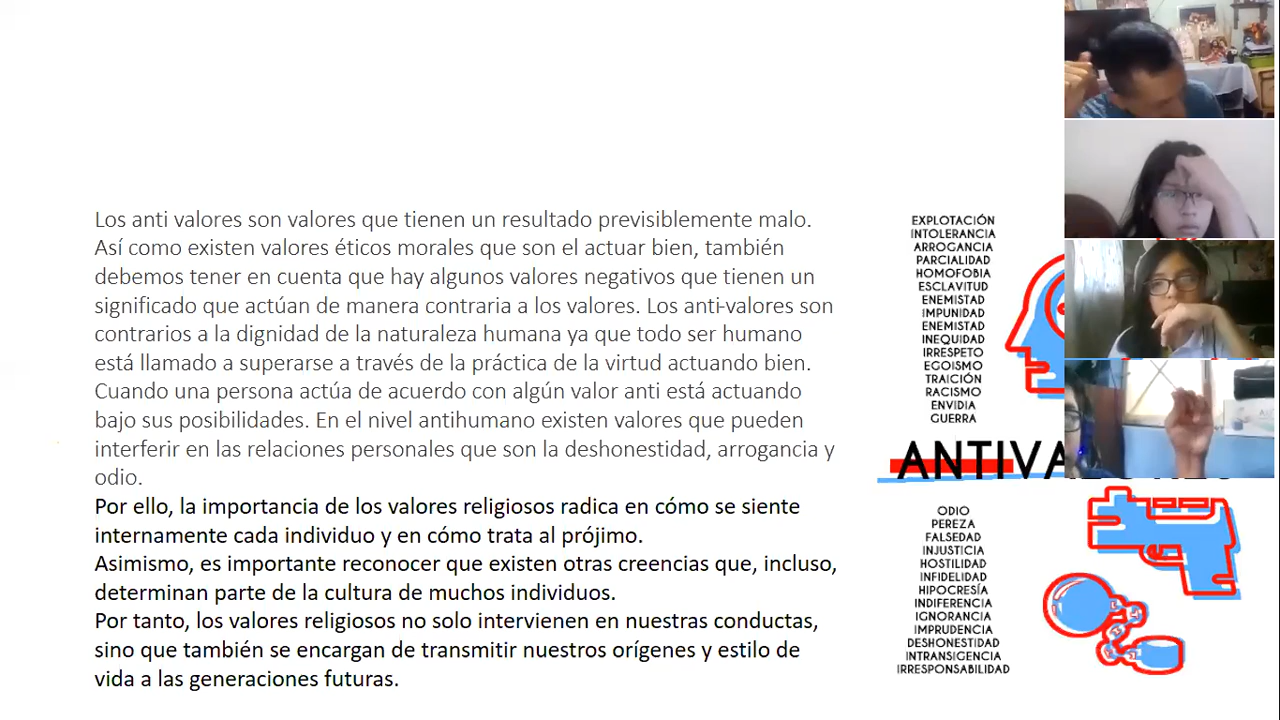 Los anti valores son valores que tienen un resultado previsiblemente malo.
Así como existen valores éticos morales que son el actuar bien, también
debemos tener en cuenta que hay algunos valores negativos que tienen un
significado que actúan de manera contraria a los valores. Los anti-valores son
contrarios a la dignidad de la naturaleza humana ya que todo ser humano
está llamado a superarse a través de la práctica de la virtud actuando bien.
Cuando una persona actúa de acuerdo con algún valor anti está actuando
bajo sus posibilidades. En el nivel antihumano existen valores que pueden
interferir en las relaciones personales que son la deshonestidad, arrogancia y
odio.
Por ello, la importancia de los valores religiosos radica en cómo se siente
internamente cada individuo y en cómo trata al prójimo.
Asimismo, es importante reconocer que existen otras creencias que, incluso,
determinan parte de la cultura de muchos individuos.
Por tanto, los valores religiosos no solo intervienen en nuestras conductas,
sino que también se encargan de transmitir nuestros orígenes y estilo de
vida a las generaciones futuras.
EXPLOTACIÓN
INTOLERANCIA
ARROGANCIA
PARCIALIDAD
HOMOFOBIA
ESCLAVITUD
ENEMISTAD
IMPUNIDAD
ENEMISTAD
INEQUIDAD
IRRESPETO
EGOISMO
TRAICIÓN
RACISMO
ENVIDIA
GUERRA
ODIO
PEREZA
FALSEDAD
INJUSTICIA
HOSTILIDAD
INFIDELIDAD
HIPOCRESÍA
INDIFERENCIA
IGNORANCIA
IMPRUDENCIA
DESHONESTIDAD
INTRANSIGENCIA
IRRESPONSABILIDAD